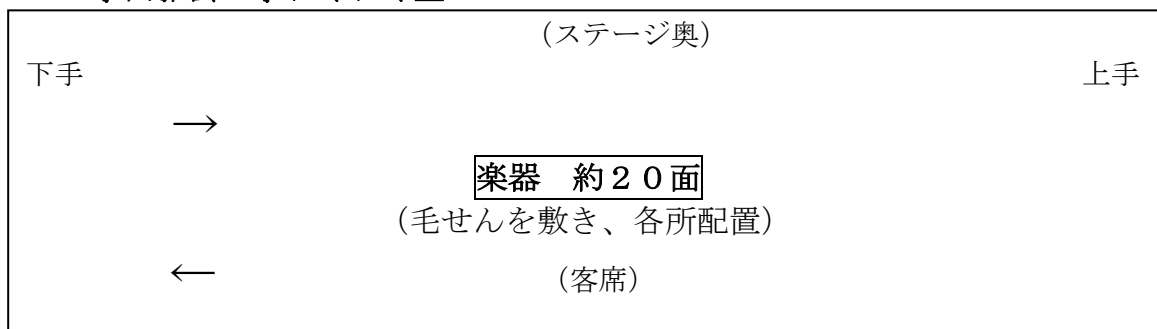 （ステージ奥）
下手 上手
→
楽器　約２０面
（毛せんを敷き、各所配置）
← （客席）